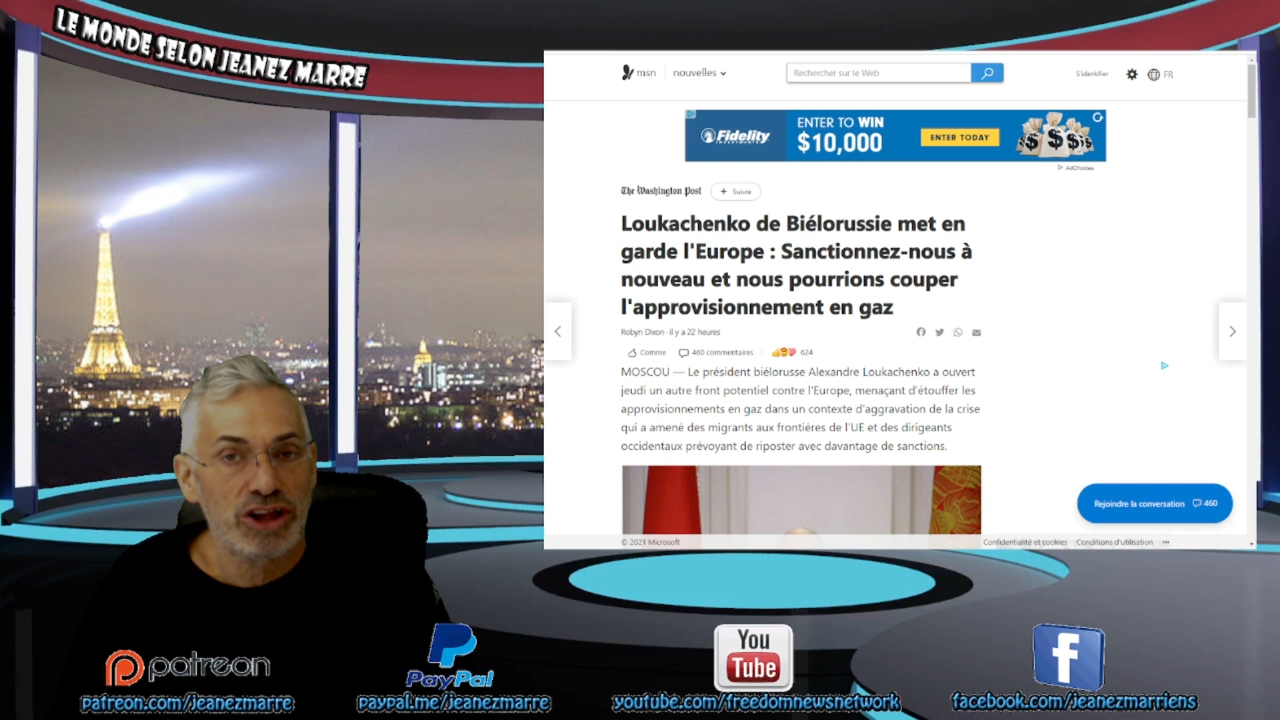 LE MONDE SELON JEANEZ MARRE
msn nouvelles
Rechercher sur le Web
S'identifier
FR
Fidelity
INVESTMENTS
ENTER TO WIN
$10,000
ENTER TODAY
$ $ $ $
AdChoices
The Washington Post
+ Suivre
Loukachenko de Biélorussie met en
garde l'Europe : Sanctionnez-nous à
nouveau et nous pourrions couper
l'approvisionnement en gaz
Robyn Dixon · il y a 22 heures
Comme 460 commentaires 624
MOSCOU — Le président biélorusse Alexandre Loukachenko a ouvert
jeudi un autre front potentiel contre l'Europe, menaçant d'étouffer les
approvisionnements en gaz dans un contexte d'aggravation de la crise
qui a amené des migrants aux frontières de l'UE et des dirigeants
occidentaux prévoyant de riposter avec davantage de sanctions.
Rejoindre la conversation 460
© 2021 Microsoft
Confidentialité et cookies Conditions d'utilisation
patreon
patreon.com/jeanezmarre
PayPal
paypal.me/jeanezmarre
You
Tube
youtube.com/freedomnewsnetwork
f
facebook.com/jeanezmarriens